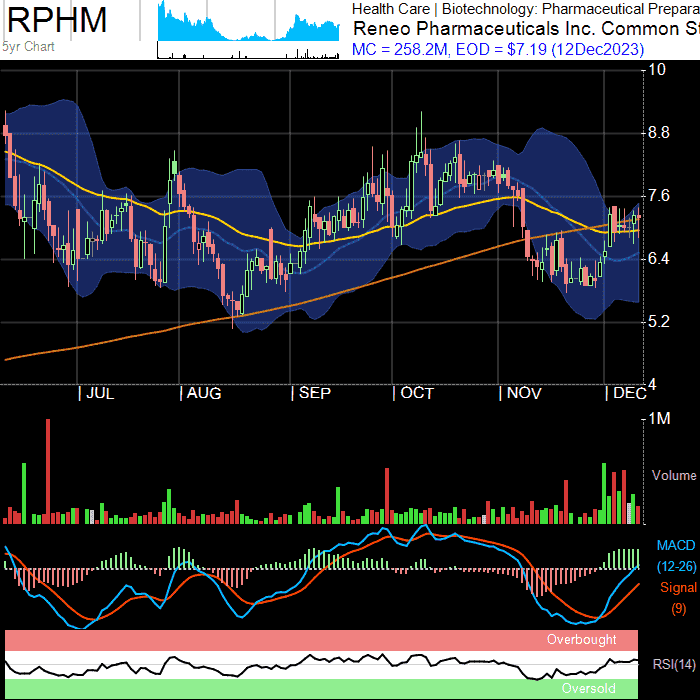 RPHM
5yr Chart
Health Care | Biotechnology: Pharmaceutical Prepara
Reneo Pharmaceuticals Inc. Common St
MC = 258.2M, EOD = $7.19 (12Dec2023)
10
8.8
7.6
6.4
5.2
4
| JUL | AUG | SEP | OCT | NOV | DEC
1M
Volume
MACD
(12-26)
Signal
(9)
Overbought
RSI(14)
Oversold